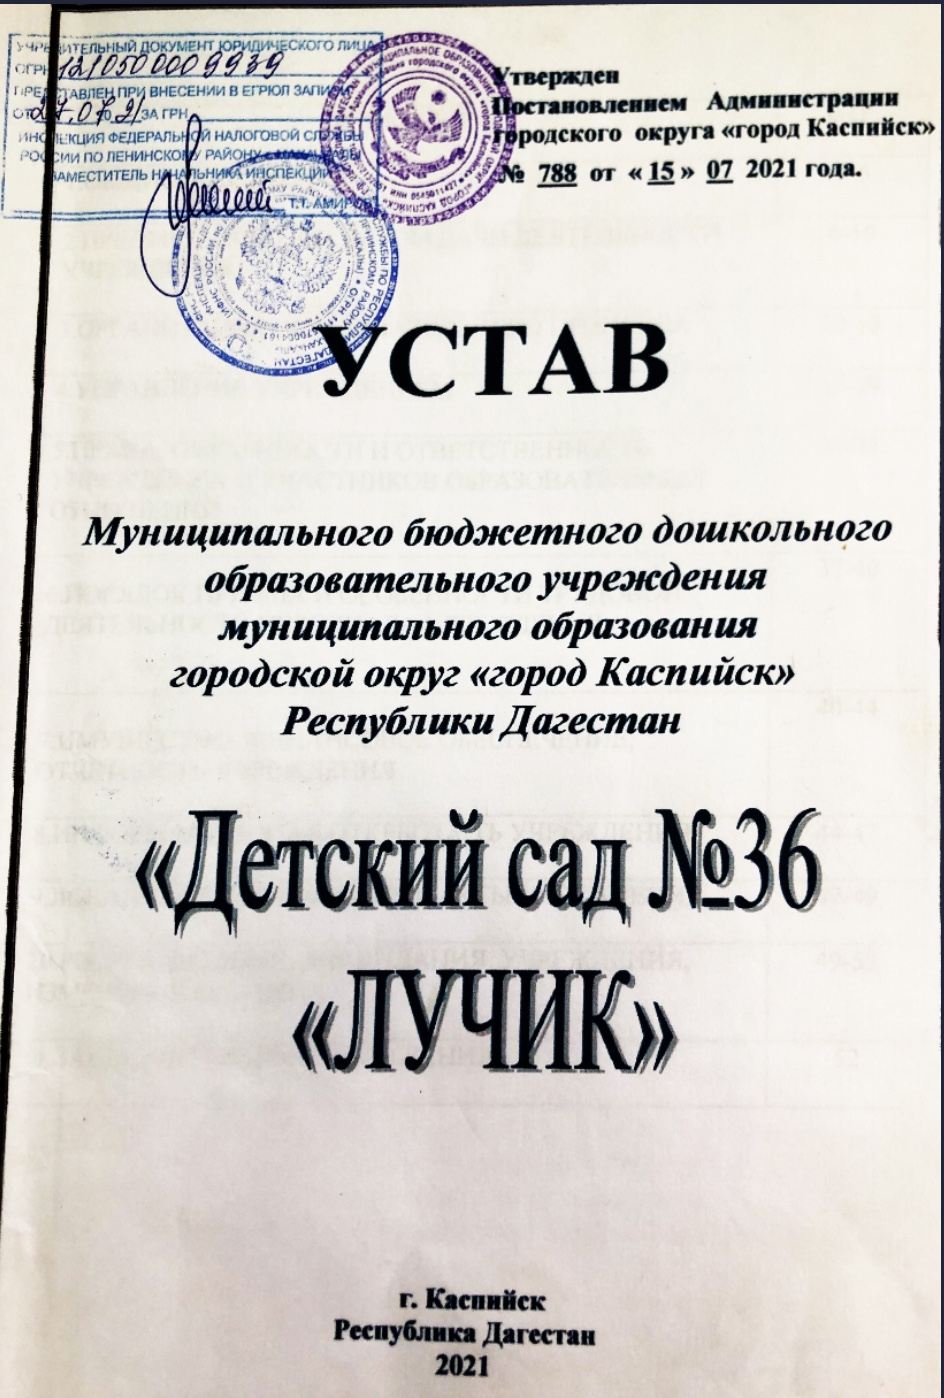 УЧРЕДИТЕЛЬНЫЙ ДОКУМЕНТ ЮРИДИЧЕСКОГО ЛИЦА
ОГРН 1210500009939
ПРЕДСТАВЛЕН ПРИ ВНЕСЕНИИ В ЕГРЮЛ ЗАПИСИ
ОТ 27.07.21 ЗА ГРН
ИНСПЕКЦИЯ ФЕДЕРАЛЬНОЙ НАЛОГОВОЙ СЛУЖБЫ
РОССИИ ПО ЛЕНИНСКОМУ РАЙОНУ г. МАХАЧКАЛЫ
ЗАМЕСТИТЕЛЬ НАЧАЛЬНИКА ИНСПЕКЦИИ
Т.Т. АМИРОВ
Утвержден
Постановлением Администрации
городского округа «город Каспийск»
№ 788 от «15» 07 2021 года.
УСТАВ
Муниципального бюджетного дошкольного
образовательного учреждения
муниципального образования
городской округ «город Каспийск»
Республики Дагестан
«Детский сад №36
«ЛУЧИК»
г. Каспийск
Республика Дагестан
2021